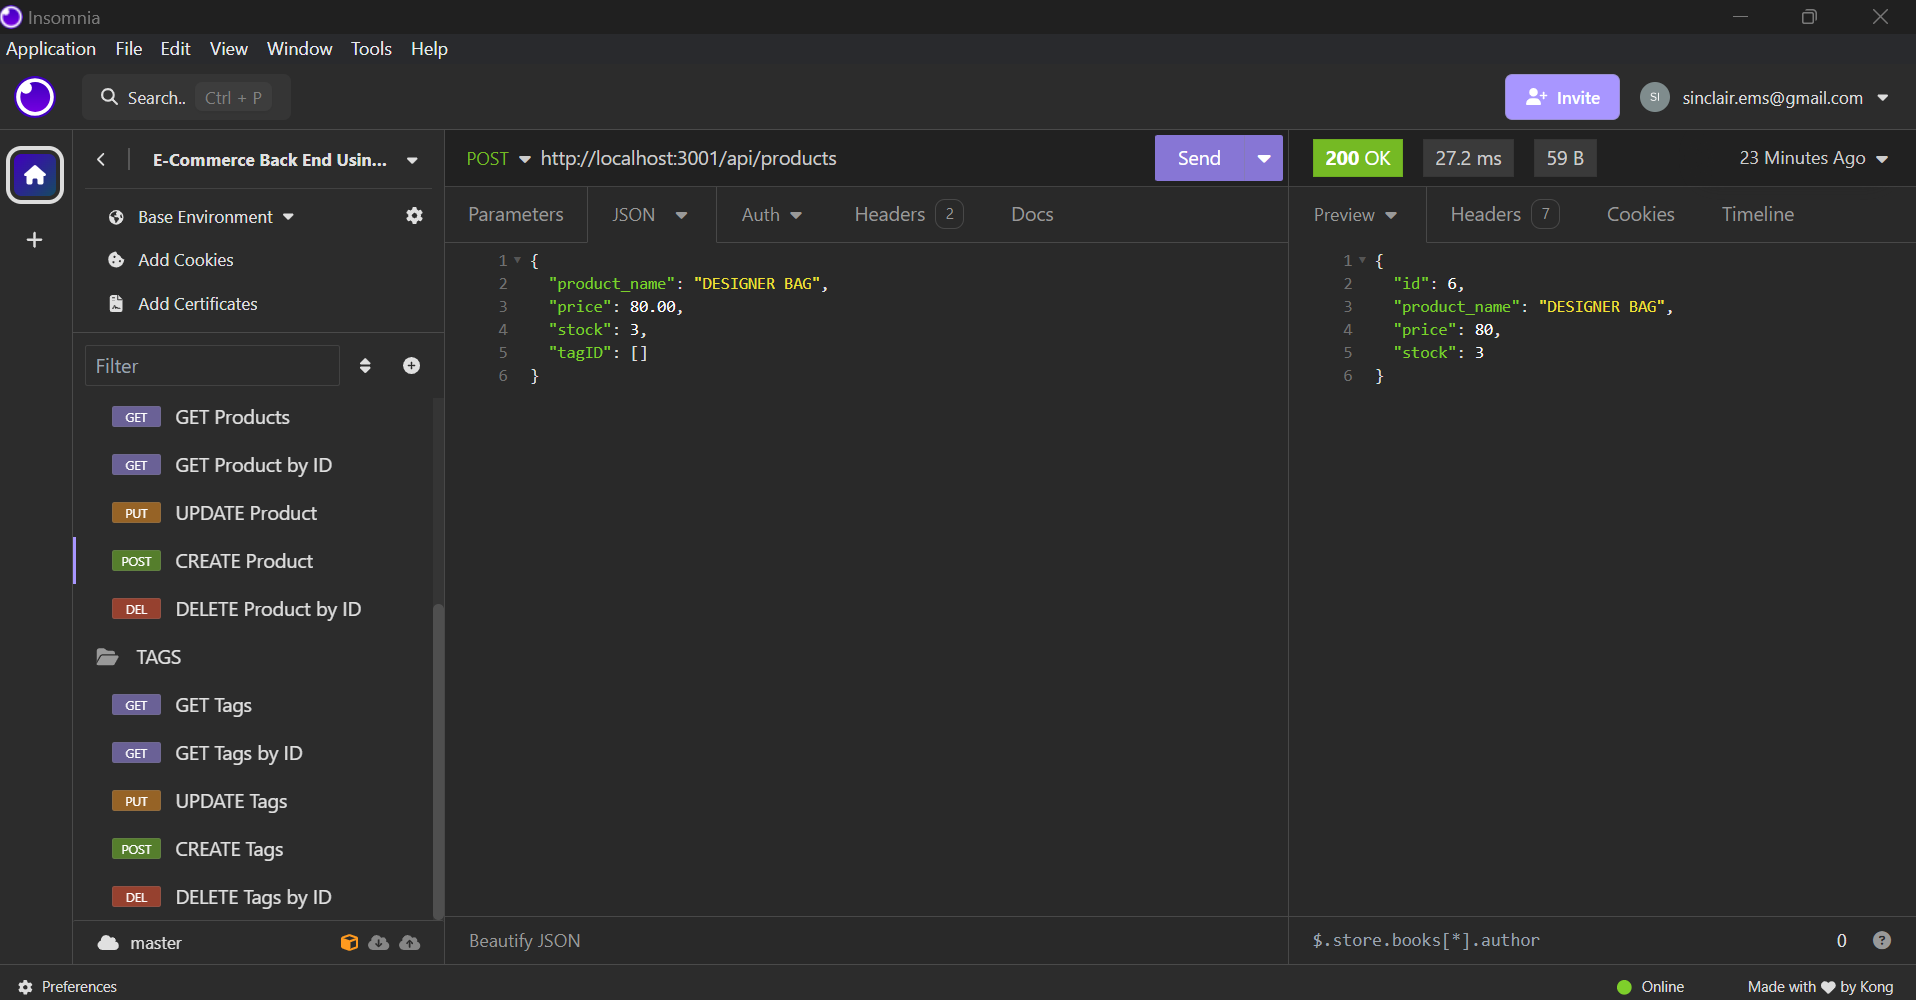 Insomnia
Application File Edit View Window Tools Help
Search.. Ctrl + P
Invite
SI sinclair.ems@gmail.com
E-Commerce Back End Usin...
Base Environment
Add Cookies
Add Certificates
Filter
GET GET Products
GET GET Product by ID
PUT UPDATE Product
POST CREATE Product
DEL DELETE Product by ID
TAGS
GET GET Tags
GET GET Tags by ID
PUT UPDATE Tags
POST CREATE Tags
DEL DELETE Tags by ID
master
POST http://localhost:3001/api/products
Send
Parameters JSON Auth Headers 2 Docs
1 {
2 "product_name": "DESIGNER BAG",
3 "price": 80.00,
4 "stock": 3,
5 "tagID": []
6 }
Beautify JSON
200 OK 27.2 ms 59 B 23 Minutes Ago
Preview Headers 7 Cookies Timeline
1 {
2 "id": 6,
3 "product_name": "DESIGNER BAG",
4 "price": 80,
5 "stock": 3
6 }
$.store.books[*].author 0 ?
Preferences
Online Made with ❤ by Kong